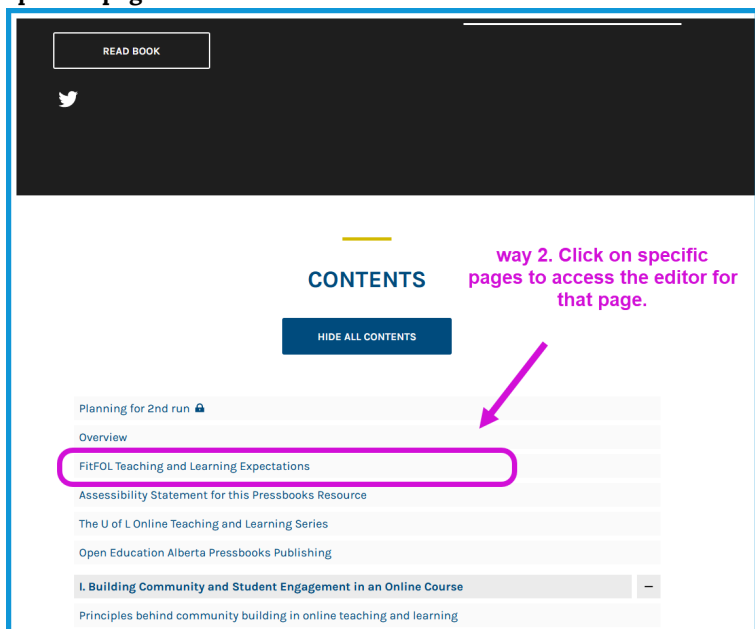 READ BOOK
CONTENTS
way 2. Click on specific
pages to access the editor for
that page.
HIDE ALL CONTENTS
Planning for 2nd run
Overview
FitFOL Teaching and Learning Expectations
Assessibility Statement for this Pressbooks Resource
The U of L Online Teaching and Learning Series
Open Education Alberta Pressbooks Publishing
I. Building Community and Student Engagement in an Online Course
Principles behind community building in online teaching and learning